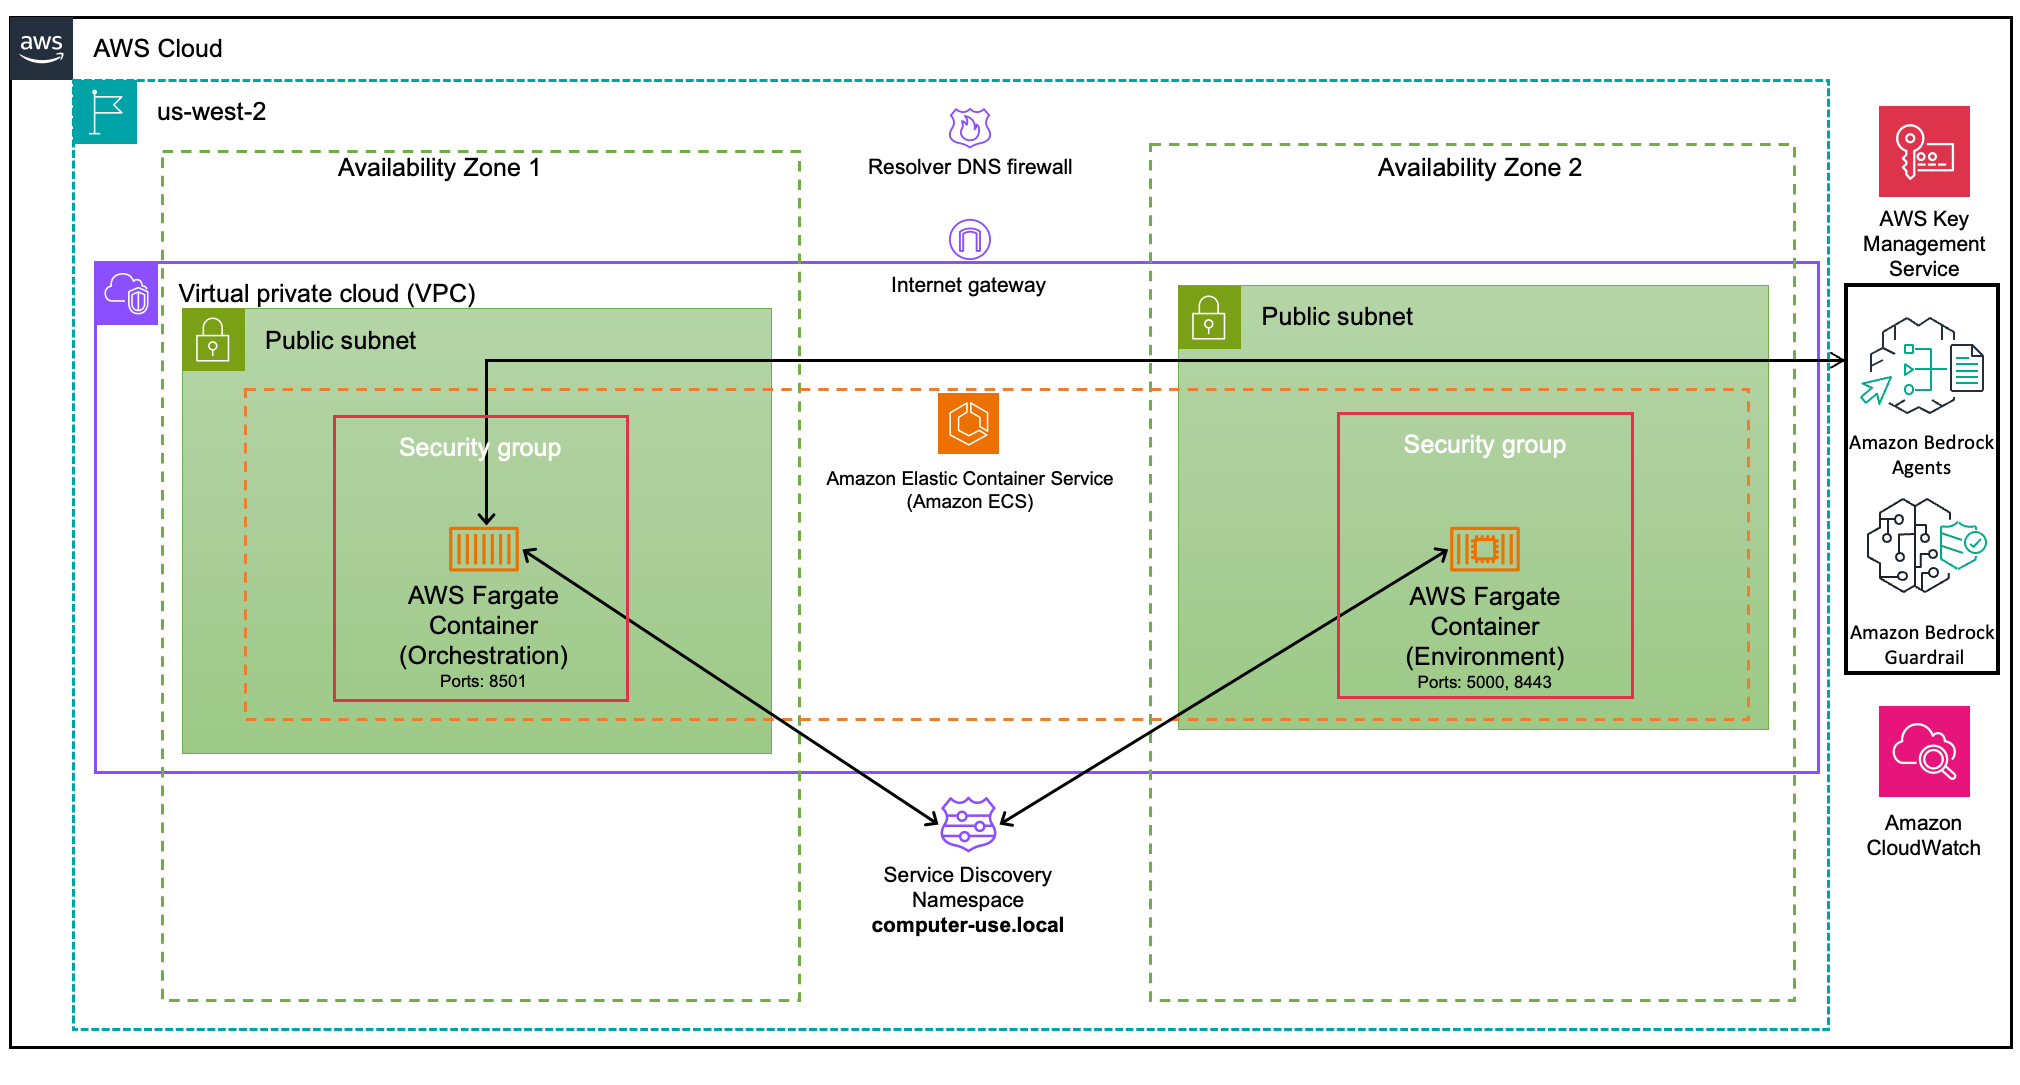 aws
AWS Cloud
us-west-2
Availability Zone 1
Resolver DNS firewall
Availability Zone 2
Internet gateway
AWS Key
Management
Service
Virtual private cloud (VPC)
Public subnet
Public subnet
Security group
Amazon Elastic Container Service
(Amazon ECS)
Security group
Amazon Bedrock
Agents
AWS Fargate
Container
(Orchestration)
Ports: 8501
AWS Fargate
Container
(Environment)
Ports: 5000, 8443
Amazon Bedrock
Guardrail
Service Discovery
Namespace
computer-use.local
Amazon
CloudWatch